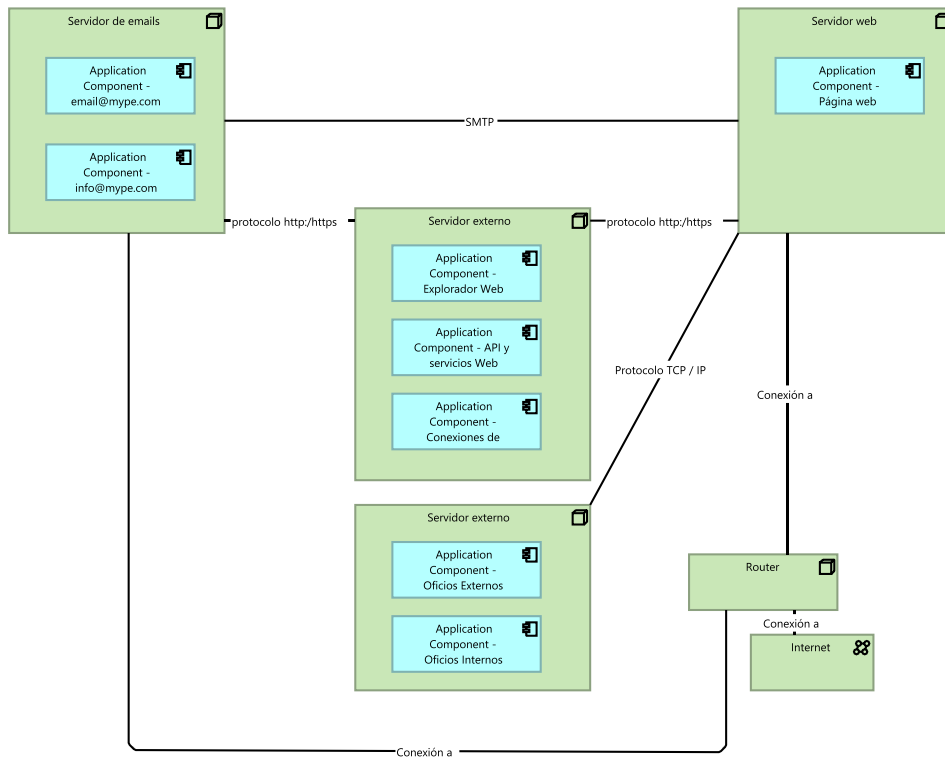 Servidor de emails
Application
Component -
email@mype.com
Application
Component -
info@mype.com
Servidor web
Application
Component -
Página web
SMTP
protocolo http:/https
protocolo http:/https
Servidor externo
Application
Component -
Explorador Web
Application
Component - API y
servicios Web
Application
Component -
Conexiones de
Protocolo TCP / IP
Conexión a
Servidor externo
Application
Component -
Oficios Externos
Application
Component -
Oficios Internos
Router
Conexión a
Internet
Conexión a